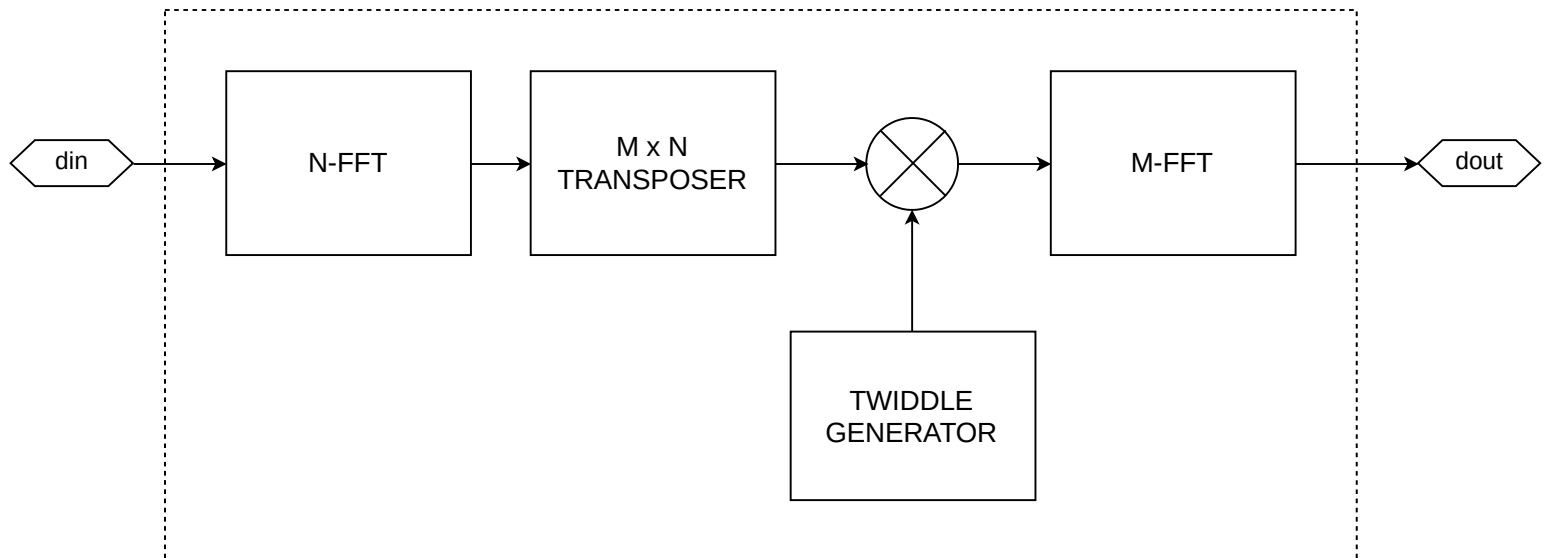 din
N-FFT
M x N
TRANSPOSER
M-FFT
dout
TWIDDLE
GENERATOR